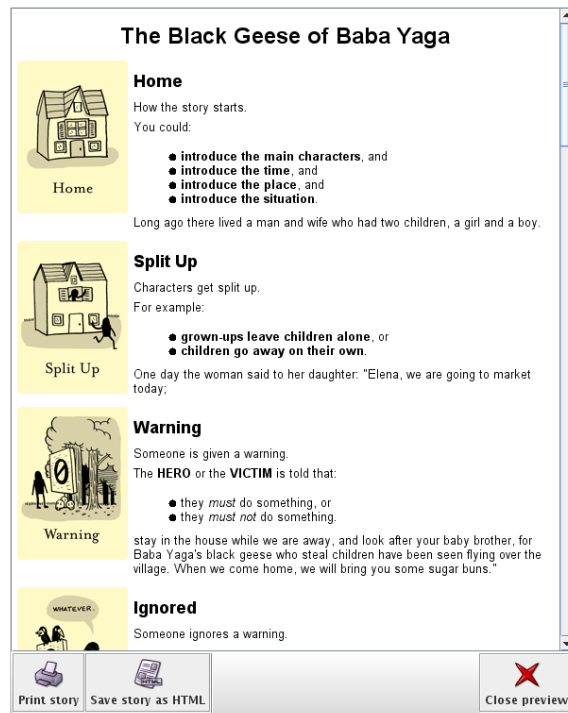 The Black Geese of Baba Yaga
Home
Home
How the story starts.
You could:
introduce the main characters, and
introduce the time, and
introduce the place, and
introduce the situation.
Long ago there lived a man and wife who had two children, a girl and a boy.
Split Up
Split Up
Characters get split up.
For example:
grown-ups leave children alone, or
children go away on their own.
One day the woman said to her daughter: "Elena, we are going to market
today;
Warning
Warning
Someone is given a warning.
The HERO or the VICTIM is told that:
they must do something, or
they must not do something.
stay in the house while we are away, and look after your baby brother, for
Baba Yaga's black geese who steal children have been seen flying over the
village. When we come home, we will bring you some sugar buns."
WHATEVER.
Ignored
Someone ignores a warning.
Print story
Save story as HTML
Close preview